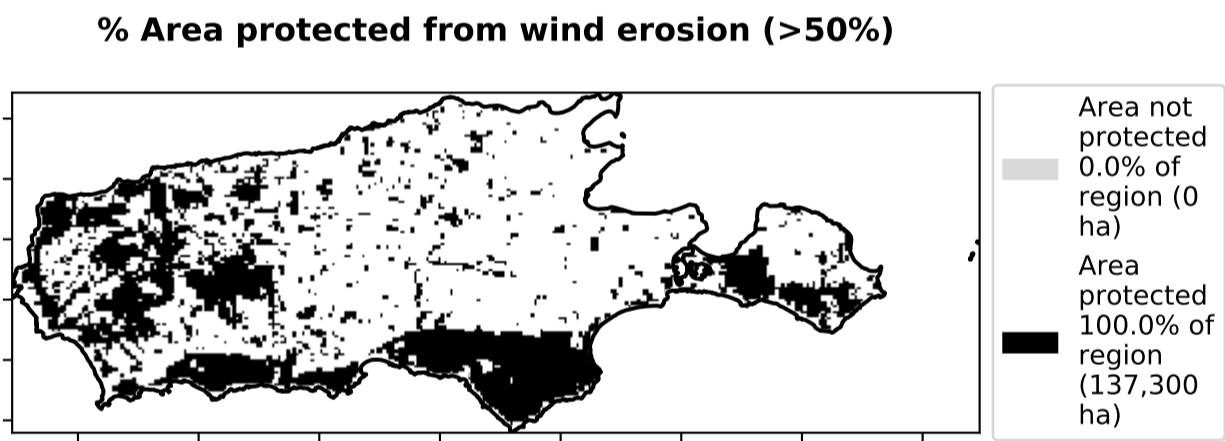 % Area protected from wind erosion (>50%)
Area not
protected
0.0% of
region (0
ha)
Area
protected
100.0% of
region
(137,300
ha)